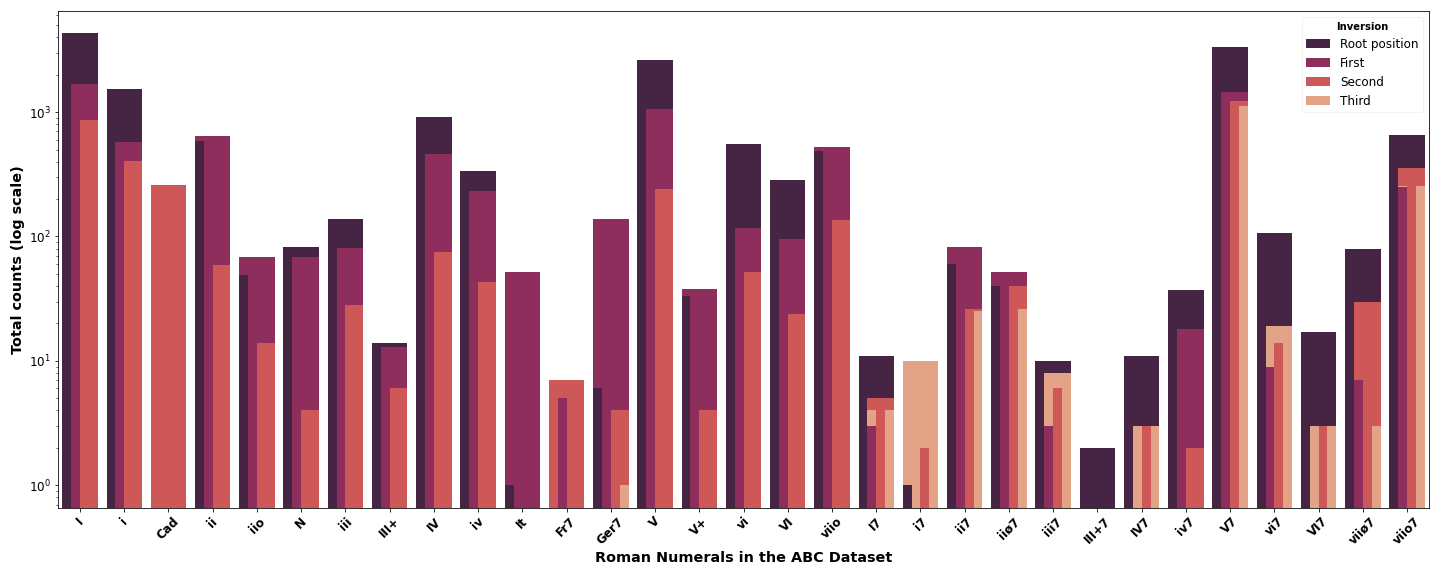 Inversion
Root position
First
Second
Third
Total counts (log scale)
10³
10²
10¹
10⁰
I i Cad ii iio N iii III+ IV iv It Fr7 Ger7 V V+ vi VI viio I7 i7 ii7 iiø7 iii7 III+7 IV7 iv7 V7 vi7 VI7 viiø7 viio7
Roman Numerals in the ABC Dataset